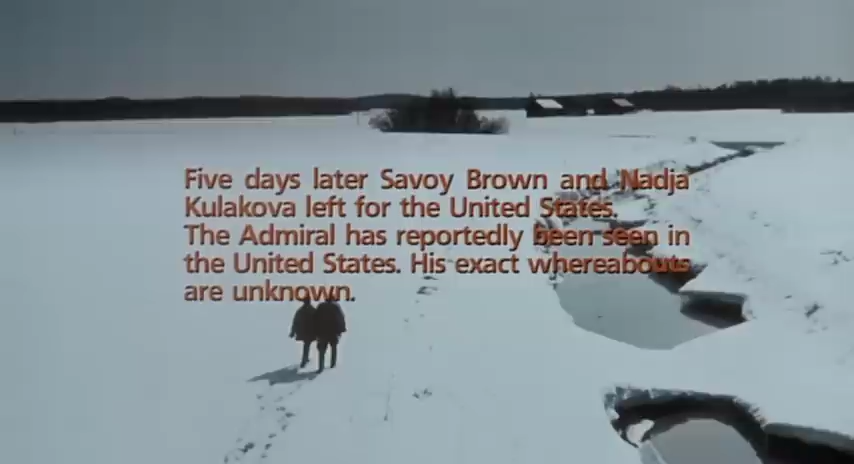 Five days later Savoy Brown and Nadja
Kulakova left for the United States.
The Admiral has reportedly been seen in
the United States. His exact whereabouts
are unknown.